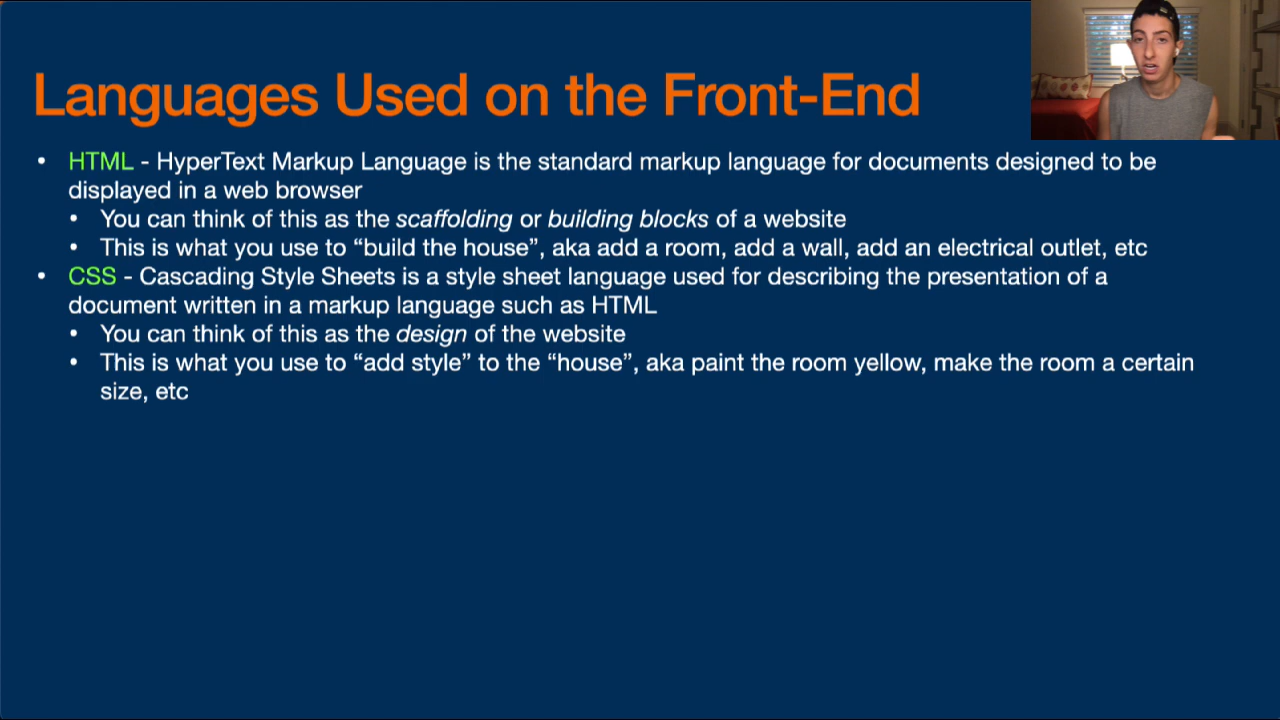 Languages Used on the Front-End
• HTML - HyperText Markup Language is the standard markup language for documents designed to be
displayed in a web browser
• You can think of this as the scaffolding or building blocks of a website
• This is what you use to “build the house”, aka add a room, add a wall, add an electrical outlet, etc
• CSS - Cascading Style Sheets is a style sheet language used for describing the presentation of a
document written in a markup language such as HTML
• You can think of this as the design of the website
• This is what you use to “add style” to the “house”, aka paint the room yellow, make the room a certain
size, etc